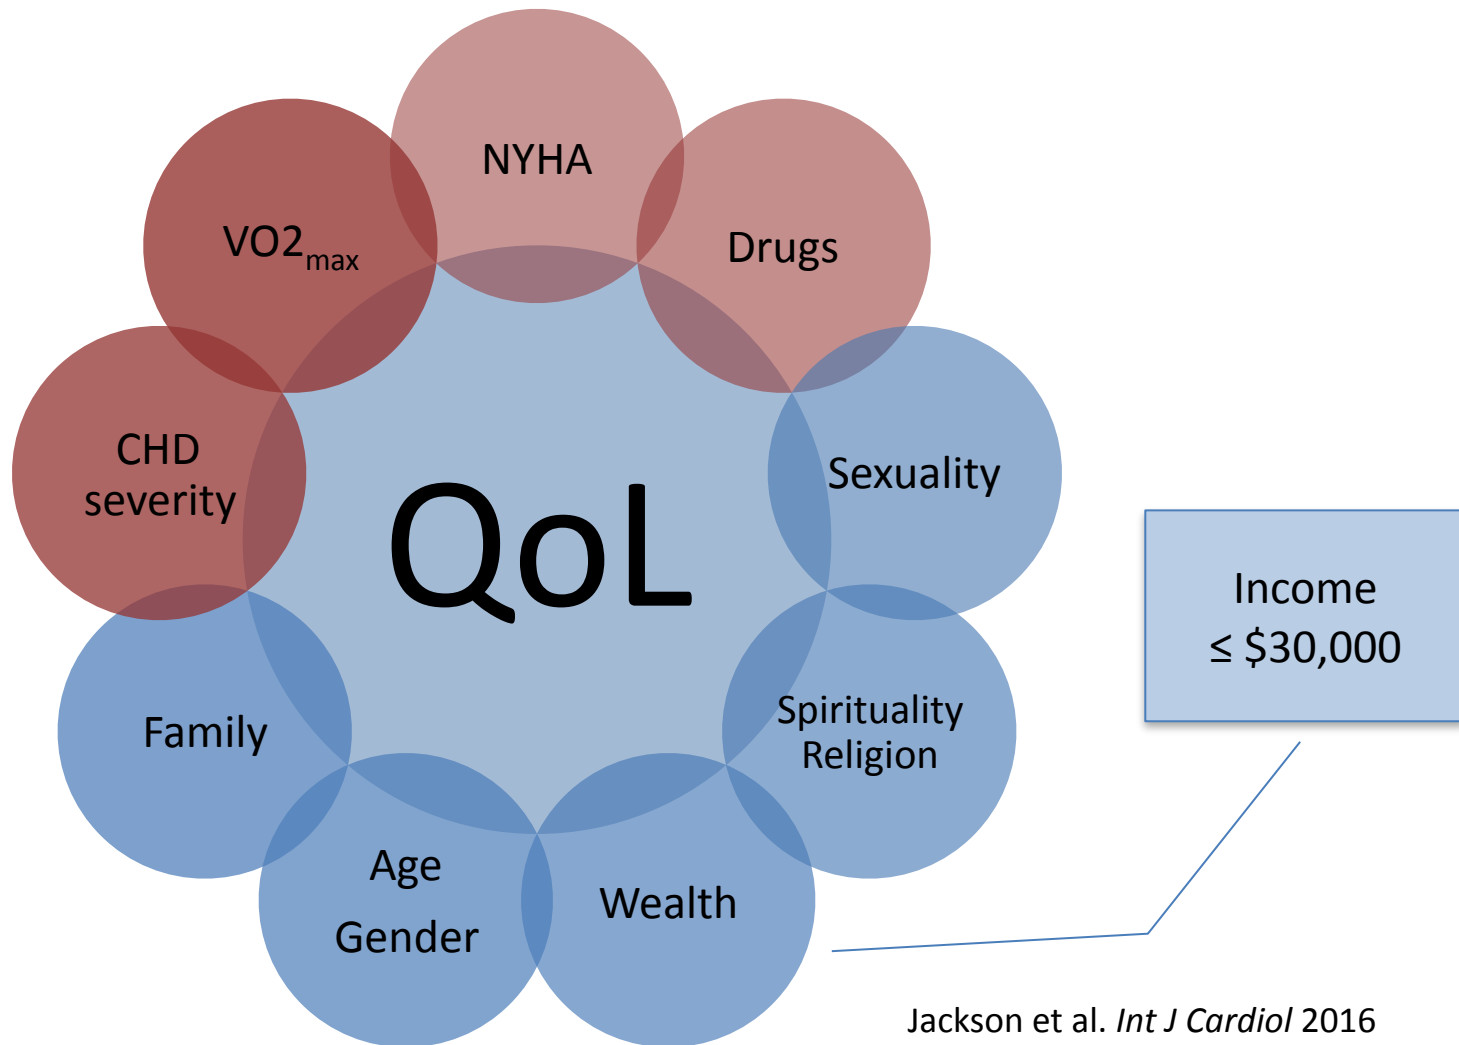 NYHA
VO2max
Drugs
CHD
severity
Sexuality
QoL
Income
≤ $30,000
Family
Spirituality
Religion
Age
Gender
Wealth
Jackson et al. Int J Cardiol 2016